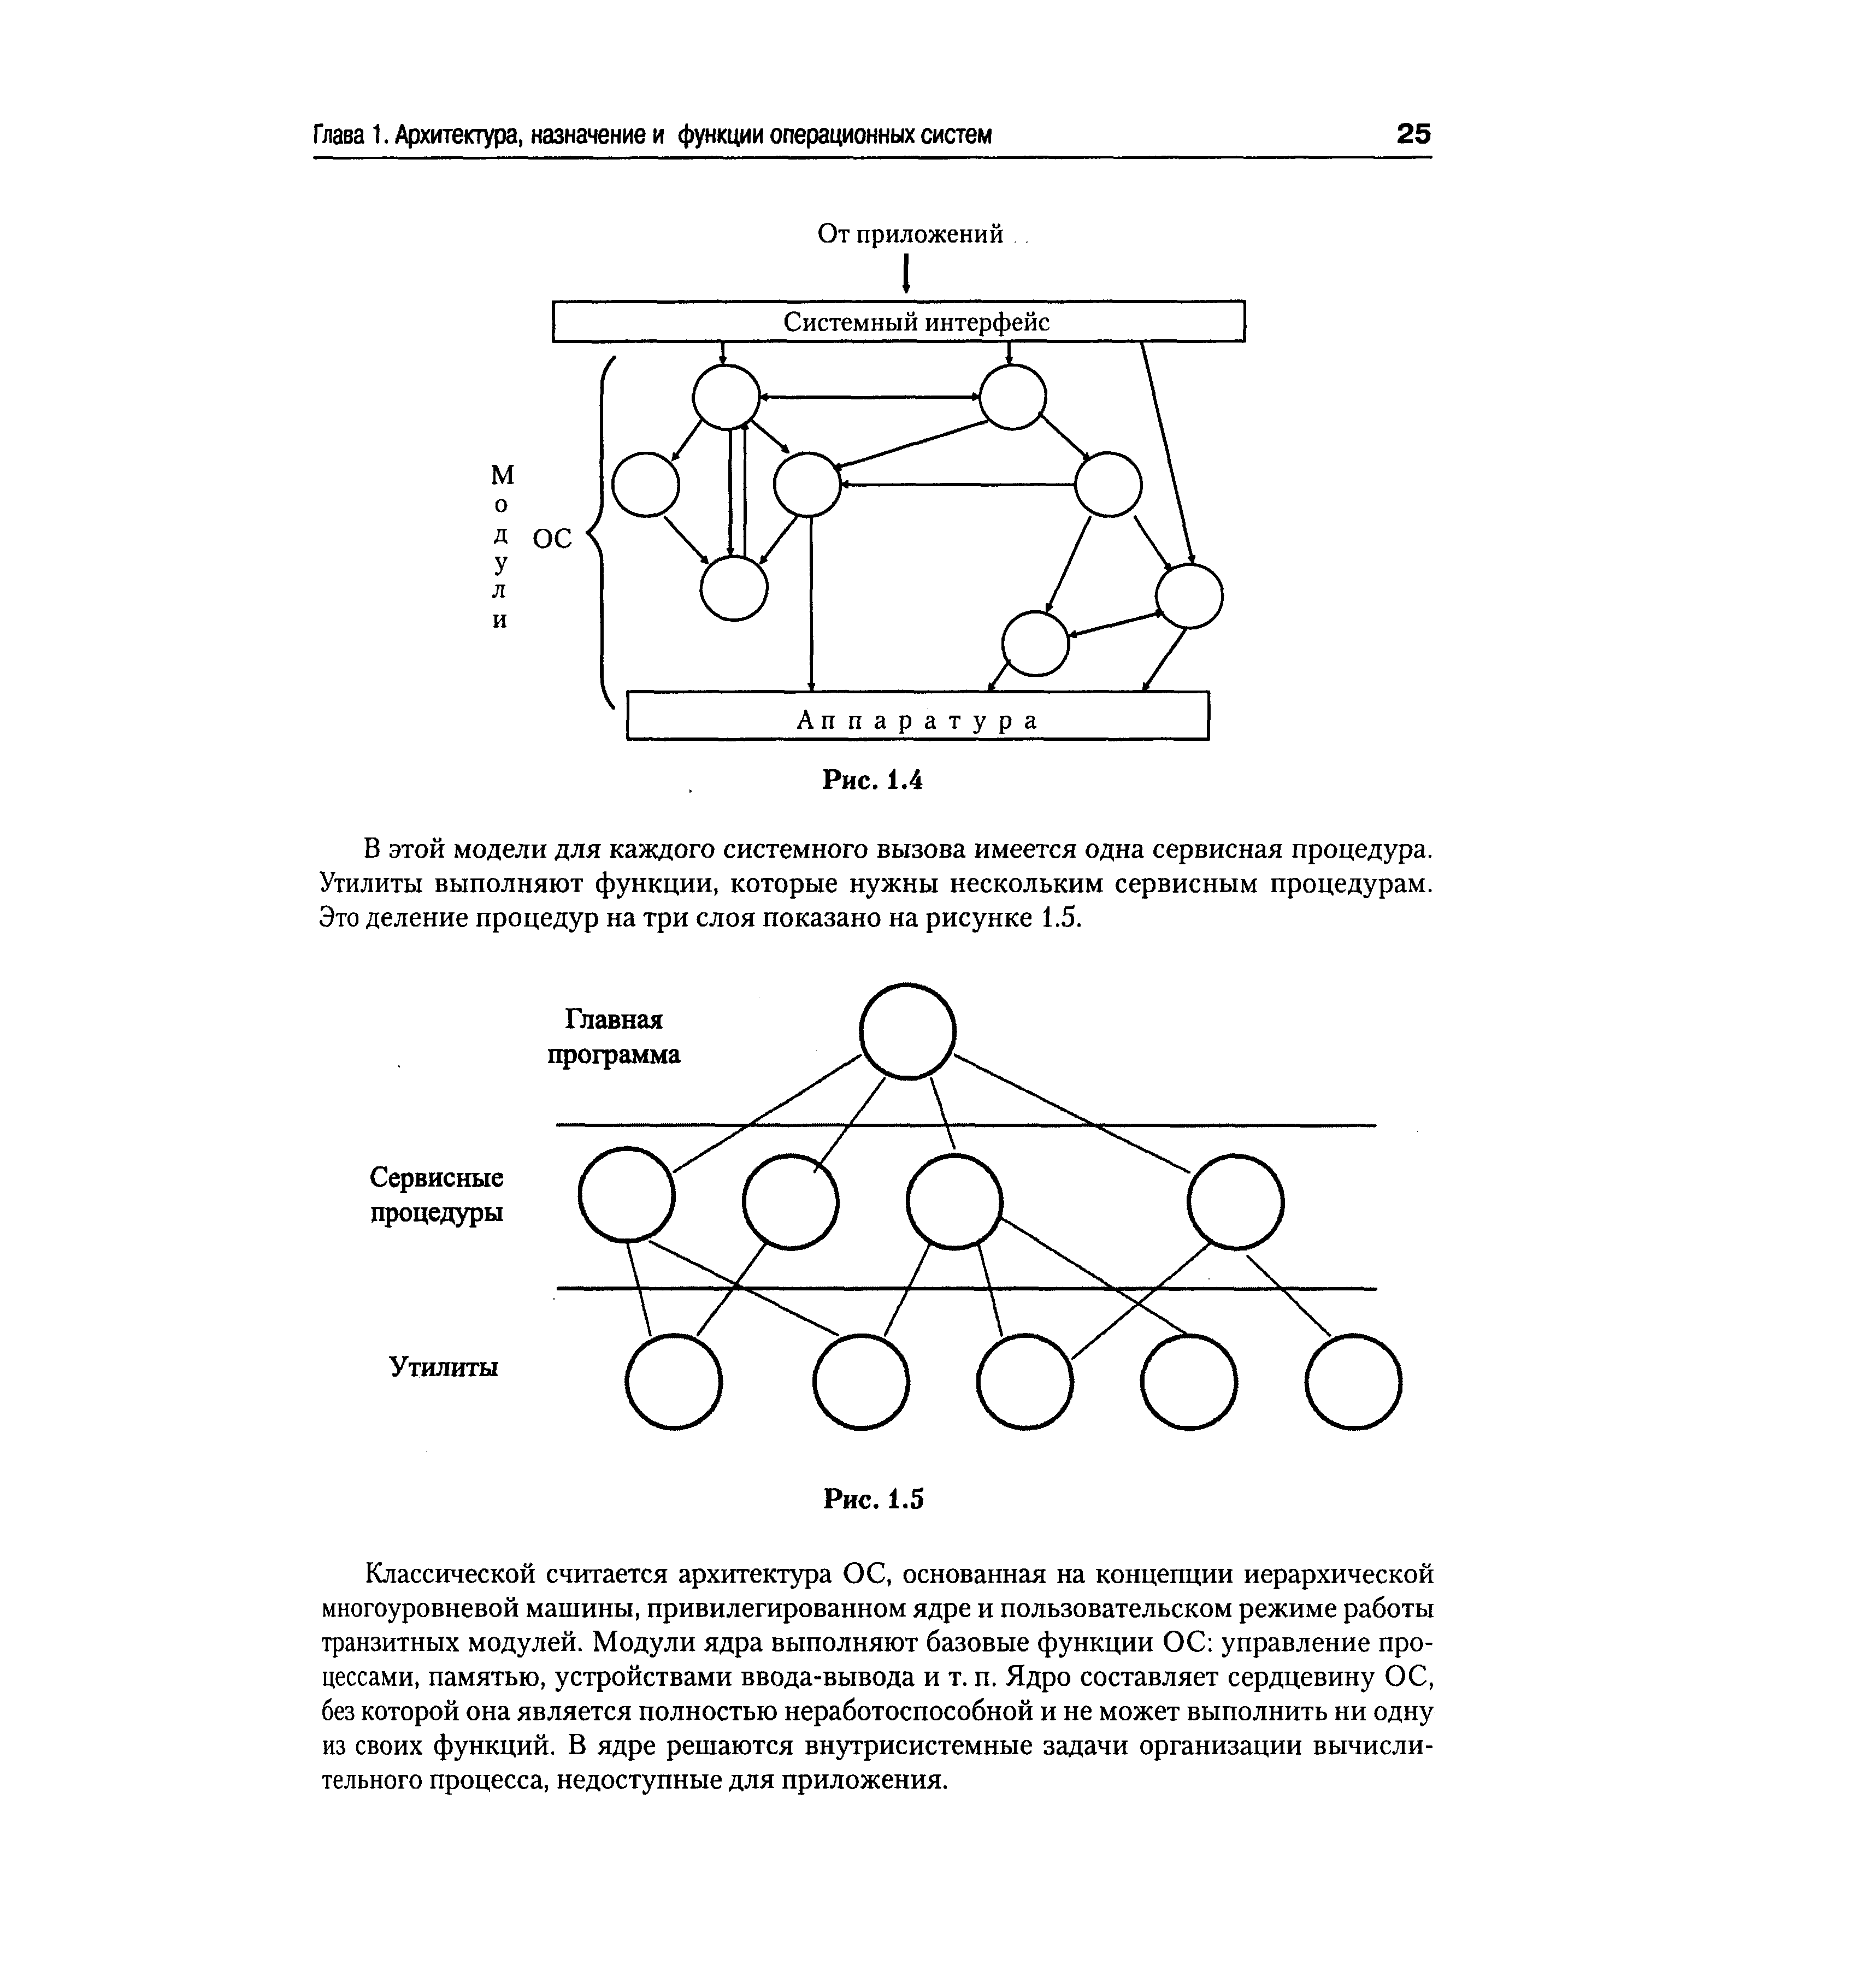 Глава 1. Архитектура, назначение и функции операционных систем 25
От приложений
Системный интерфейс
Модули
ОС
Аппаратура
Рис. 1.4
В этой модели для каждого системного вызова имеется одна сервисная процедура.
Утилиты выполняют функции, которые нужны нескольким сервисным процедурам.
Это деление процедур на три слоя показано на рисунке 1.5.
Главная
программа
Сервисные
процедуры
Утилиты
Рис. 1.5
Классической считается архитектура ОС, основанная на концепции иерархической
многоуровневой машины, привилегированном ядре и пользовательском режиме работы
транзитных модулей. Модули ядра выполняют базовые функции ОС: управление про-
цессами, памятью, устройствами ввода-вывода и т. п. Ядро составляет сердцевину ОС,
без которой она является полностью неработоспособной и не может выполнить ни одну
из своих функций. В ядре решаются внутрисистемные задачи организации вычисли-
тельного процесса, недоступные для приложения.